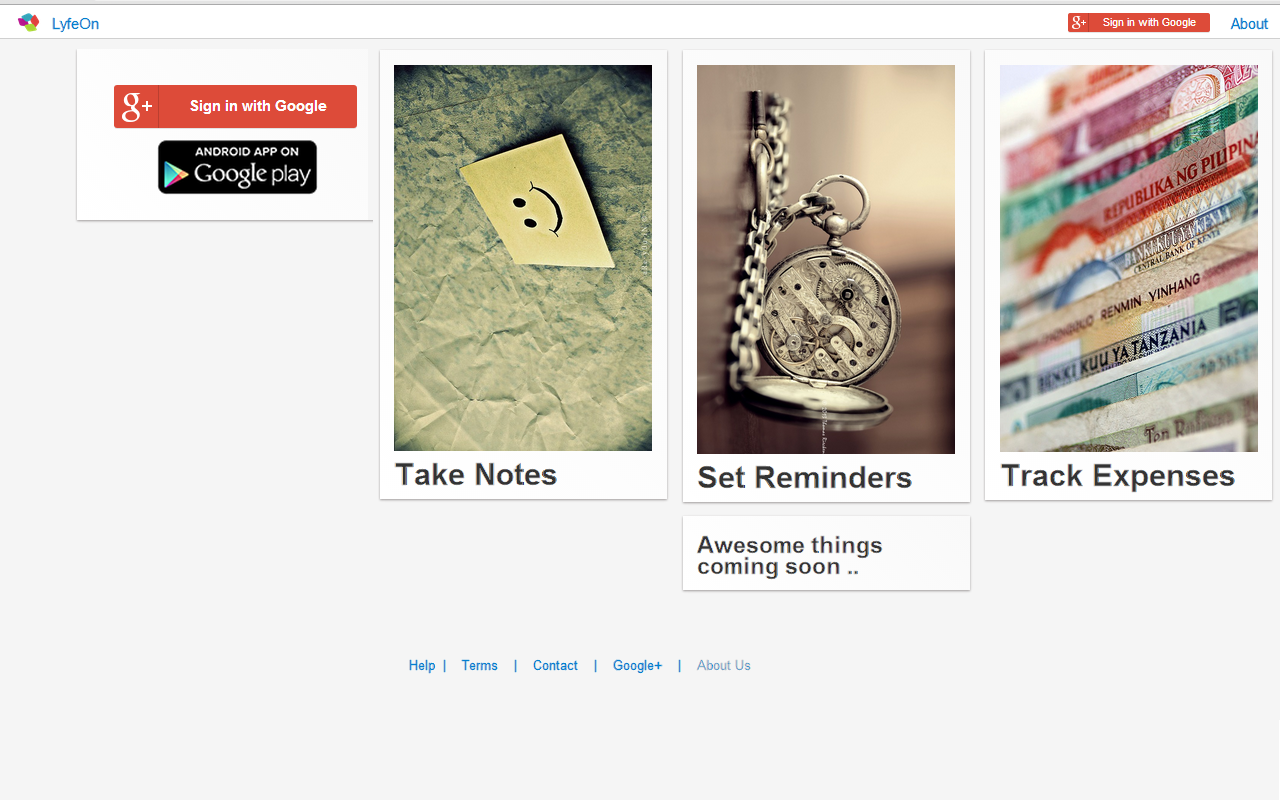 LyfeOn
Sign in with Google
About
Sign in with Google
ANDROID APP ON
Google play
REPUBLIKA NG PILIPIN
BANKI KUU YA KENYA
CENTRAL BANK OF KENYA
RENMIN YINHANG
BENKI KUU YA TANZANIA
Ten
Take Notes
Set Reminders
Track Expenses
Awesome things
coming soon ..
Help | Terms | Contact | Google+ | About Us